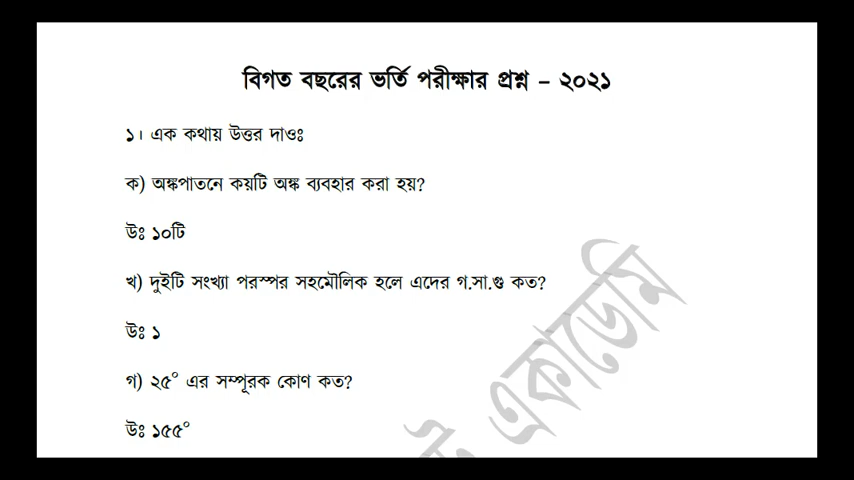 বিগত বছরের ভর্তি পরীক্ষার প্রশ্ন – ২০২১
১। এক কথায় উত্তর দাওঃ
ক) অঙ্কপাতনে কয়টি অঙ্ক ব্যবহার করা হয়?
উঃ ১০টি
খ) দুইটি সংখ্যা পরস্পর সহমৌলিক হলে এদের গ.সা.গু কত?
উঃ ১
গ) ২৫° এর সম্পূরক কোণ কত?
উঃ ১৫৫°
একাডেমি